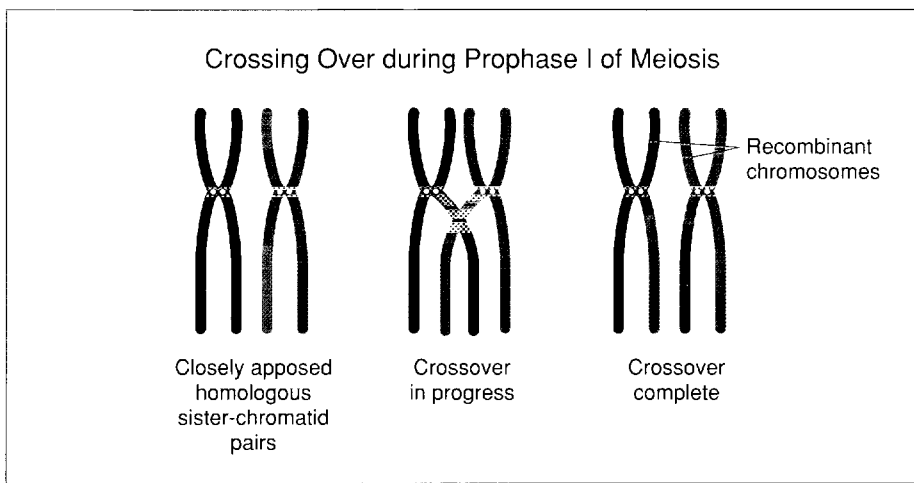 Crossing Over during Prophase I of Meiosis
Recombinant
chromosomes
Closely apposed
homologous
sister-chromatid
pairs
Crossover
in progress
Crossover
complete